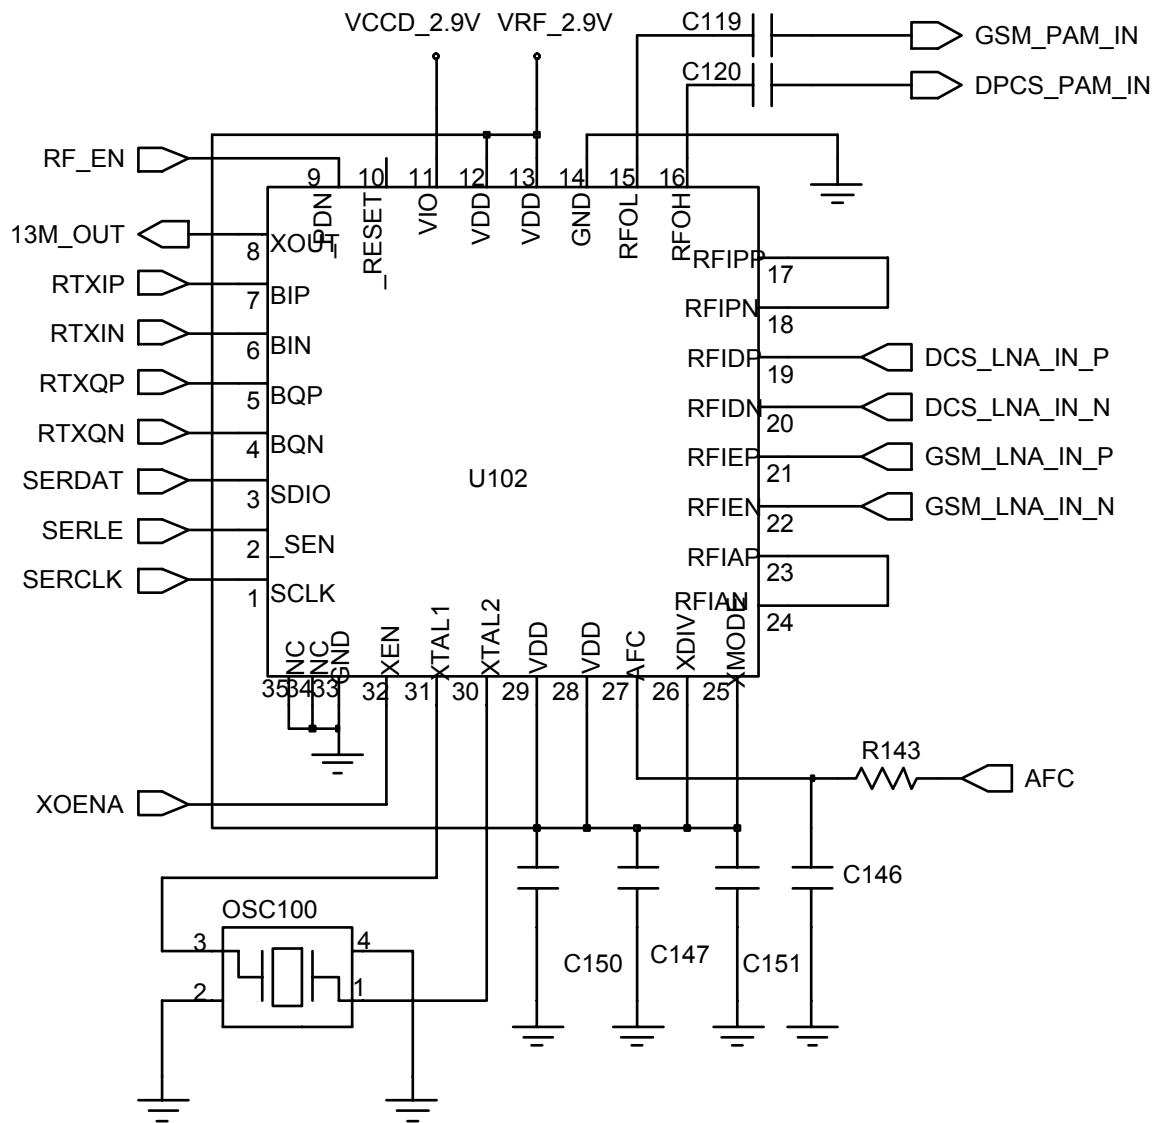 VCCD_2.9V VRF_2.9V
C119
GSM_PAM_IN
C120
DPCS_PAM_IN
RF_EN
9 10 11 12 13 14 15 16
_PDN
_RESET
VIO
VDD
VDD
GND
RFOL
RFOH
13M_OUT
8 XOUT
RTXIP
7 BIP
RTXIN
6 BIN
RTXQP
5 BQP
RTXQN
4 BQN
SERDAT
3 SDIO
SERLE
2 _SEN
SERCLK
1 SCLK
U102
RFIPP 17
RFIPN 18
RFIDP 19
DCS_LNA_IN_P
RFIDN 20
DCS_LNA_IN_N
RFIEP 21
GSM_LNA_IN_P
RFIEN 22
GSM_LNA_IN_N
RFIAP 23
RFIAN 24
NC
NC
GND
XEN
XTAL1
XTAL2
VDD
VDD
AFC
XDIV
XMODE
35 34 33 32 31 30 29 28 27 26 25
R143
AFC
XOENA
C146
OSC100
3 4
2 1
C150 C147 C151